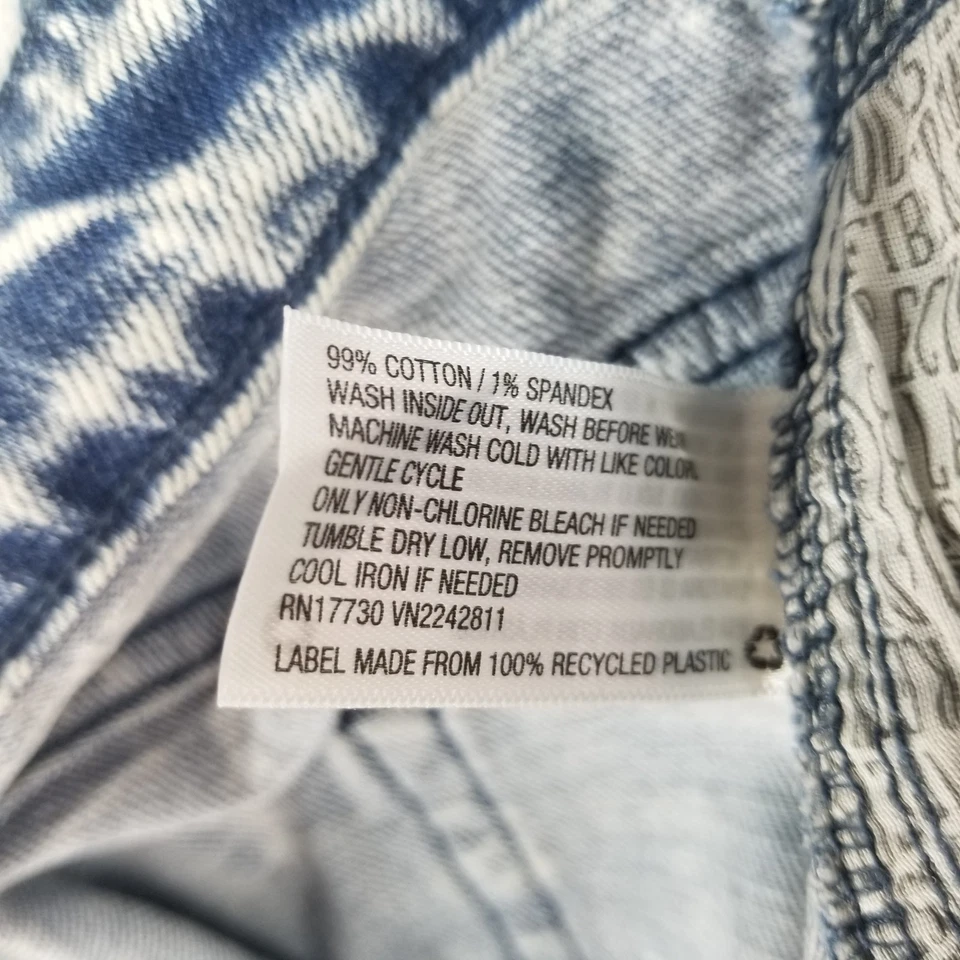 99% COTTON / 1% SPANDEX
WASH INSIDE OUT, WASH BEFORE
MACHINE WASH COLD WITH LIKE
GENTLE CYCLE
ONLY NON-CHLORINE BLEACH IF NEEDED
TUMBLE DRY LOW, REMOVE PROMPTLY
COOL IRON IF NEEDED
RN17730 VN2242811
LABEL MADE FROM 100% RECYCLED PLASTIC